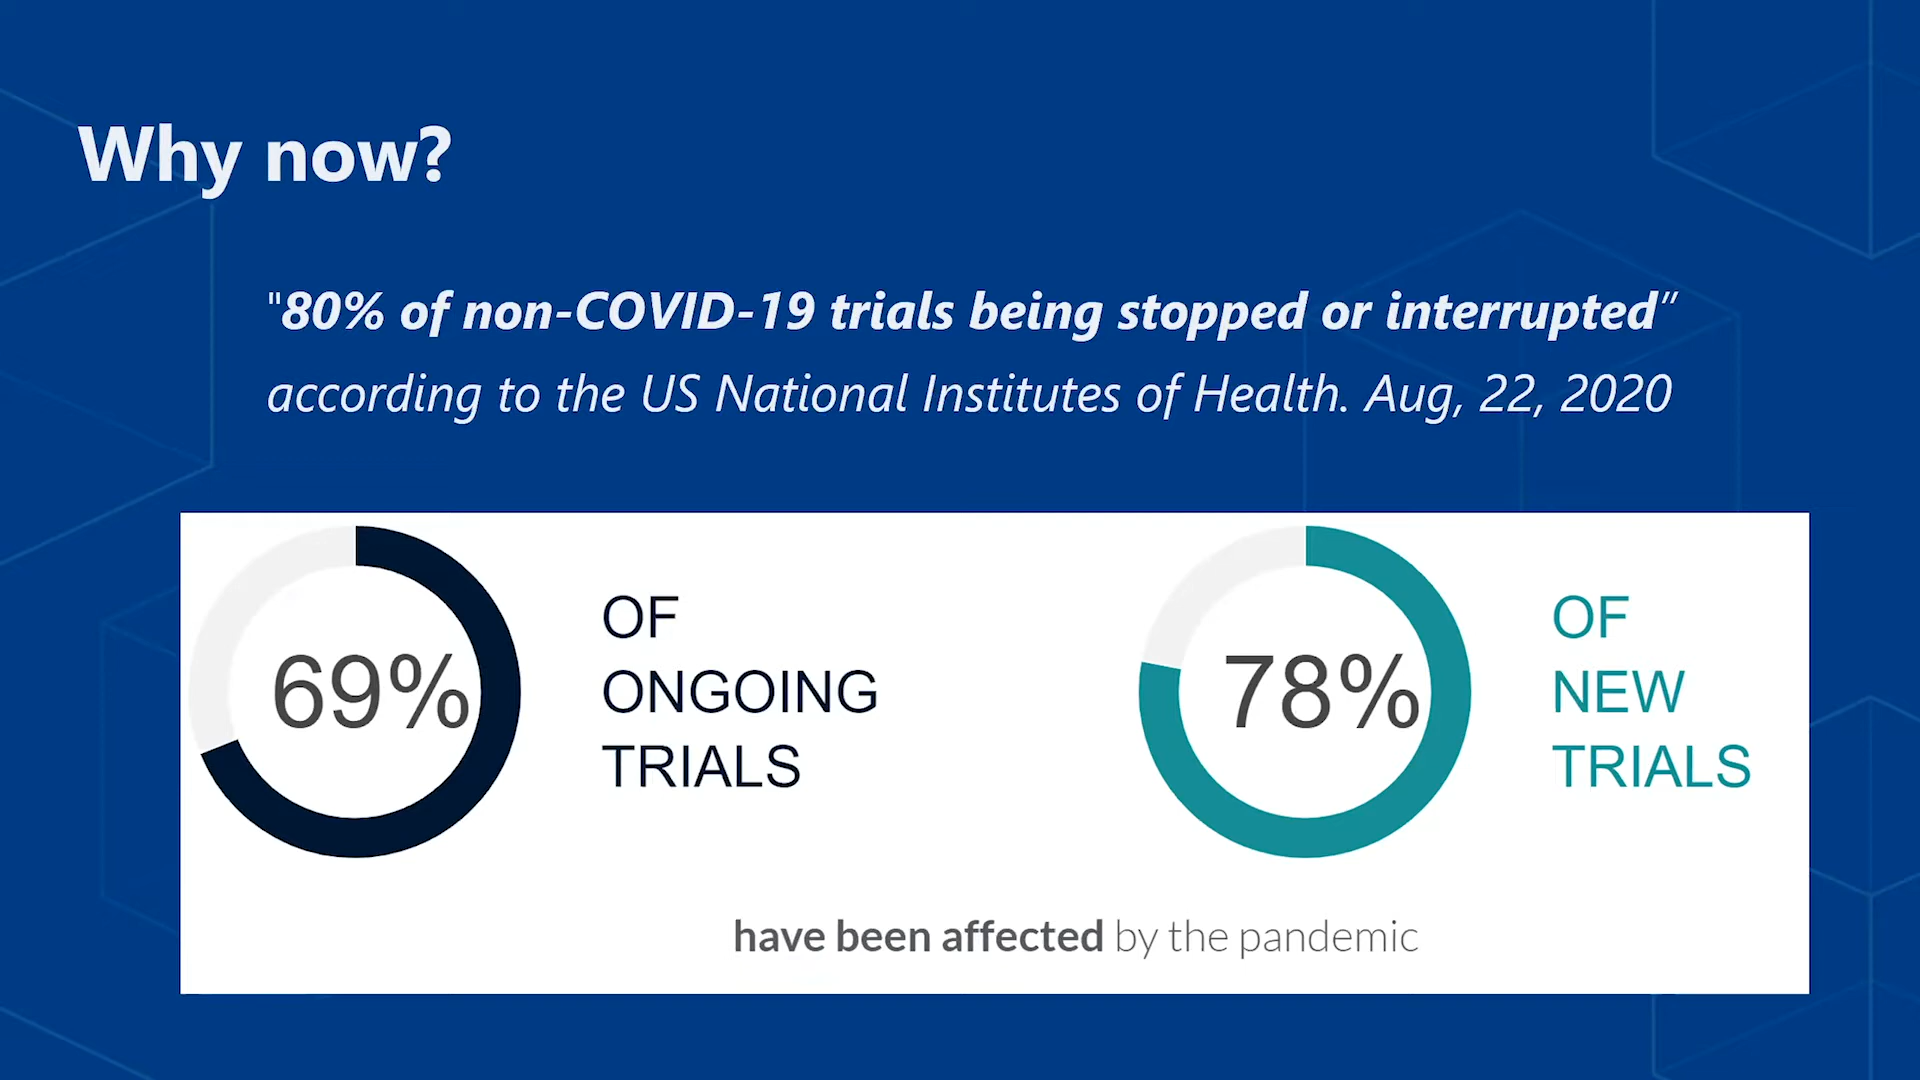 Why now?
"80% of non-COVID-19 trials being stopped or interrupted”
according to the US National Institutes of Health. Aug, 22, 2020
69%
OF
ONGOING
TRIALS
78%
OF
NEW
TRIALS
have been affected by the pandemic